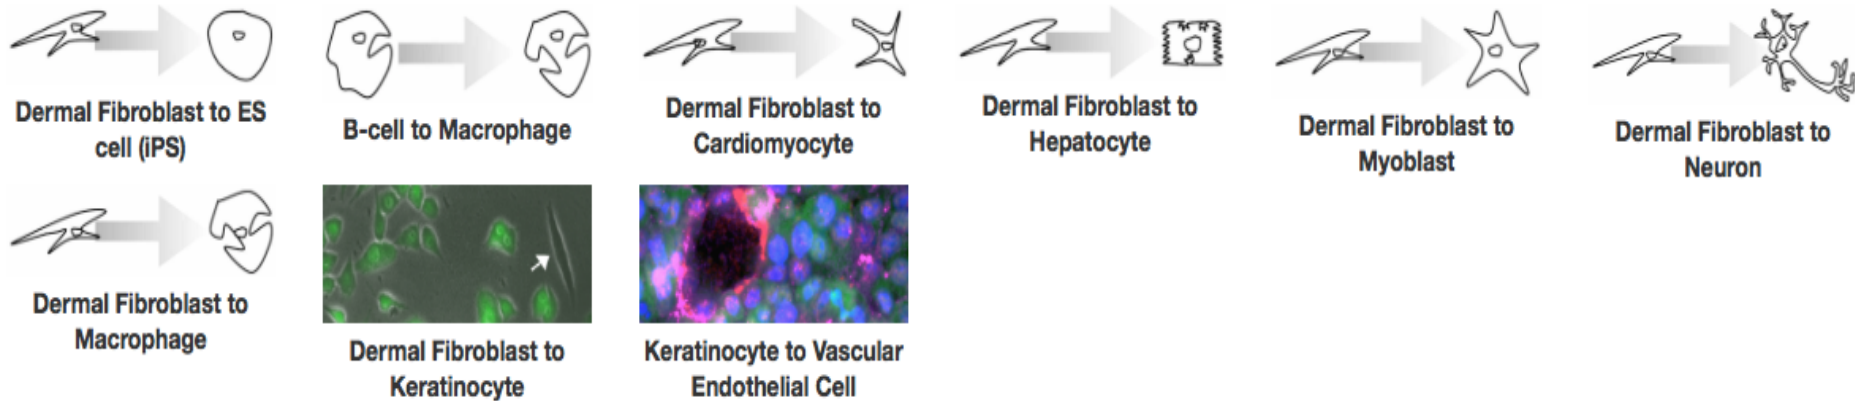 Dermal Fibroblast to ES
cell (iPS)
B-cell to Macrophage
Dermal Fibroblast to
Cardiomyocyte
Dermal Fibroblast to
Hepatocyte
Dermal Fibroblast to
Myoblast
Dermal Fibroblast to
Neuron
Dermal Fibroblast to
Macrophage
Dermal Fibroblast to
Keratinocyte
Keratinocyte to Vascular
Endothelial Cell